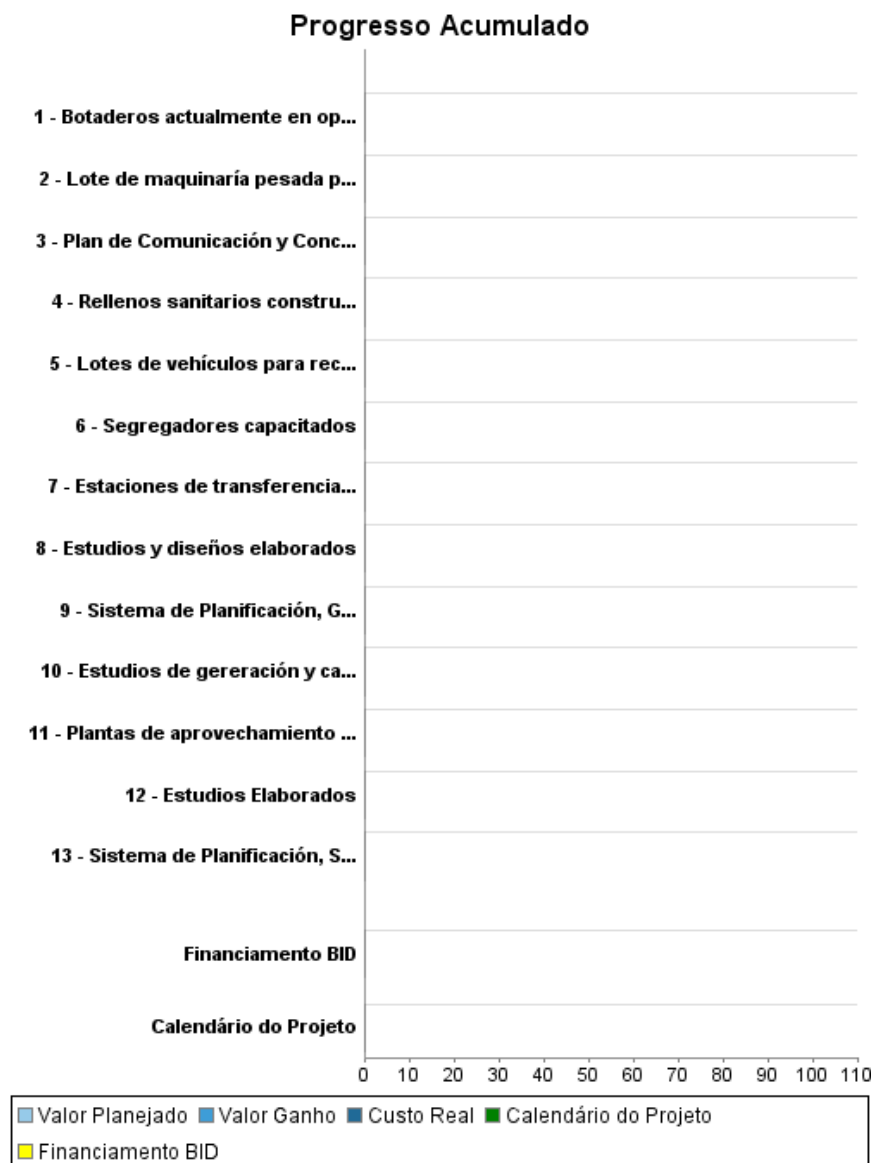 Progresso Acumulado
1 - Botaderos actualmente en op...
2 - Lote de maquinaría pesada p...
3 - Plan de Comunicación y Conc...
4 - Rellenos sanitarios constru...
5 - Lotes de vehículos para rec...
6 - Segregadores capacitados
7 - Estaciones de transferencia...
8 - Estudios y diseños elaborados
9 - Sistema de Planificación, G...
10 - Estudios de gereración y ca...
11 - Plantas de aprovechamiento ...
12 - Estudios Elaborados
13 - Sistema de Planificación, S...
Financiamento BID
Calendário do Projeto
0 10 20 30 40 50 60 70 80 90 100 110
Valor Planejado Valor Ganho Custo Real Calendário do Projeto
Financiamento BID